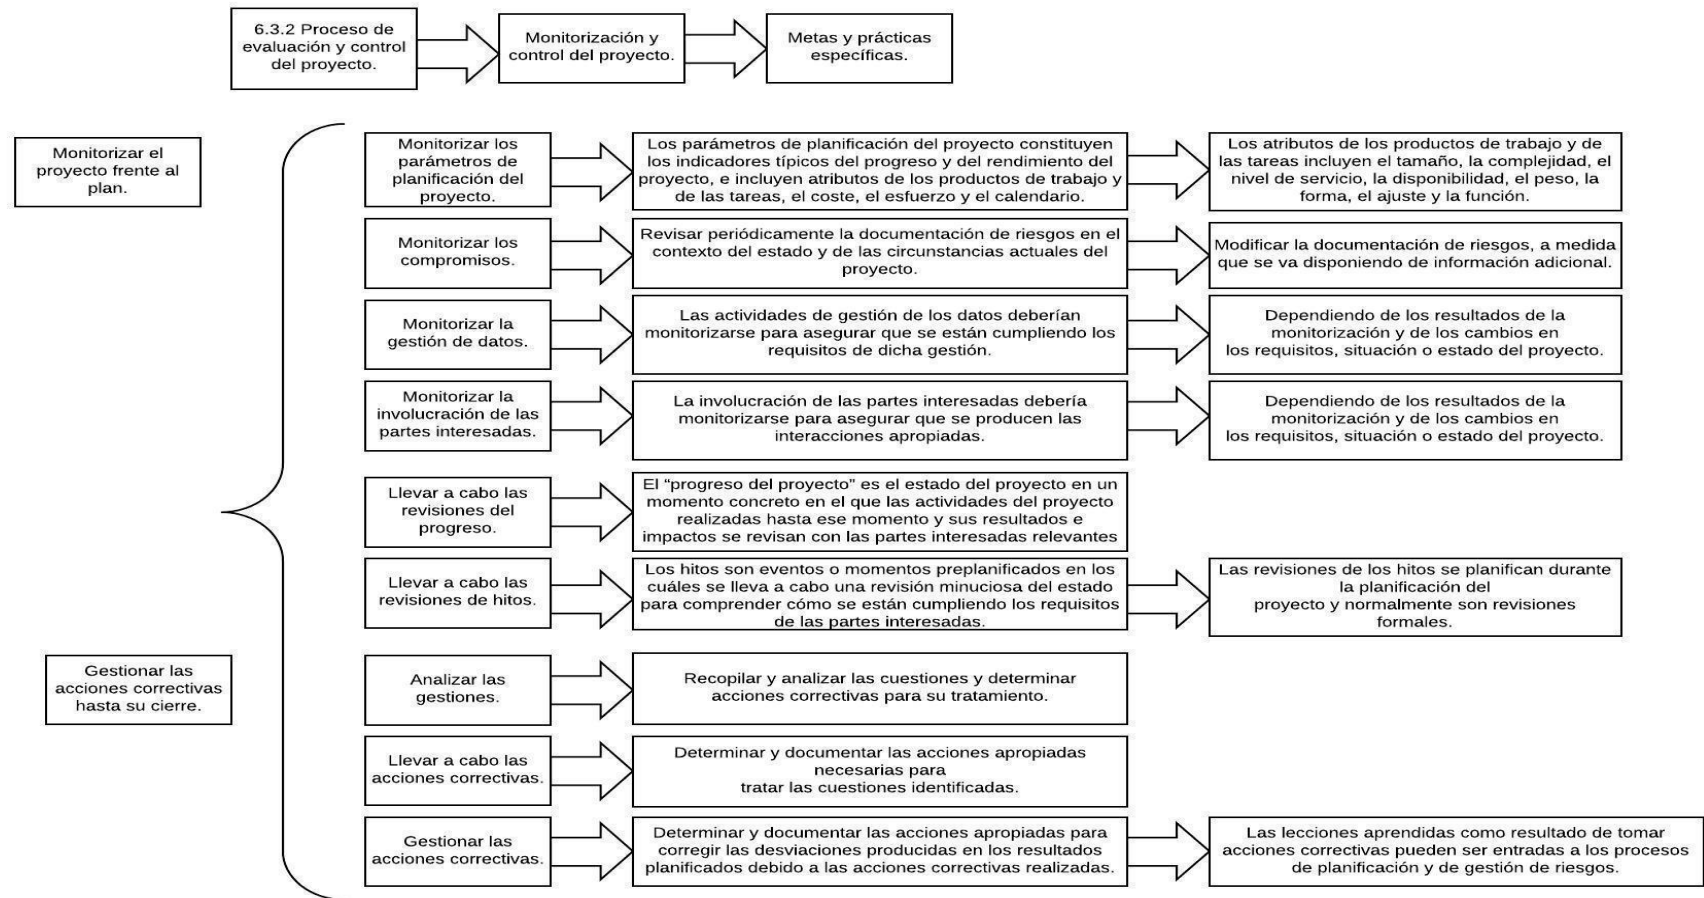 6.3.2 Proceso de
evaluación y control
del proyecto.
Monitorización y
control del proyecto.
Metas y prácticas
específicas.
Monitorizar el
proyecto frente al
plan.
Monitorizar los
parámetros de
planificación del
proyecto.
Los parámetros de planificación del proyecto constituyen
los indicadores típicos del progreso y del rendimiento del
proyecto, e incluyen atributos de los productos de trabajo y
de las tareas, el coste, el esfuerzo y el calendario.
Los atributos de los productos de trabajo y de
las tareas incluyen el tamaño, la complejidad, el
nivel de servicio, la disponibilidad, el peso, la
forma, el ajuste y la función.
Monitorizar los
compromisos.
Revisar periódicamente la documentación de riesgos en el
contexto del estado y de las circunstancias actuales del
proyecto.
Modificar la documentación de riesgos, a medida
que se va disponiendo de información adicional.
Monitorizar la
gestión de datos.
Las actividades de gestión de los datos deberían
monitorizarse para asegurar que se están cumpliendo los
requisitos de dicha gestión.
Dependiendo de los resultados de la
monitorización y de los cambios en
los requisitos, situación o estado del proyecto.
Monitorizar la
involucración de las
partes interesadas.
La involucración de las partes interesadas debería
monitorizarse para asegurar que se producen las
interacciones apropiadas.
Dependiendo de los resultados de la
monitorización y de los cambios en
los requisitos, situación o estado del proyecto.
Llevar a cabo las
revisiones del
progreso.
El “progreso del proyecto” es el estado del proyecto en un
momento concreto en el que las actividades del proyecto
realizadas hasta ese momento y sus resultados e
impactos se revisan con las partes interesadas relevantes
Llevar a cabo las
revisiones de hitos.
Los hitos son eventos o momentos preplanificados en los
cuáles se lleva a cabo una revisión minuciosa del estado
para comprender cómo se están cumpliendo los requisitos
de las partes interesadas.
Las revisiones de los hitos se planifican durante
la planificación del
proyecto y normalmente son revisiones
formales.
Gestionar las
acciones correctivas
hasta su cierre.
Analizar las
gestiones.
Recopilar y analizar las cuestiones y determinar
acciones correctivas para su tratamiento.
Llevar a cabo las
acciones correctivas.
Determinar y documentar las acciones apropiadas
necesarias para
tratar las cuestiones identificadas.
Gestionar las
acciones correctivas.
Determinar y documentar las acciones apropiadas para
corregir las desviaciones producidas en los resultados
planificados debido a las acciones correctivas realizadas.
Las lecciones aprendidas como resultado de tomar
acciones correctivas pueden ser entradas a los procesos
de planificación y de gestión de riesgos.